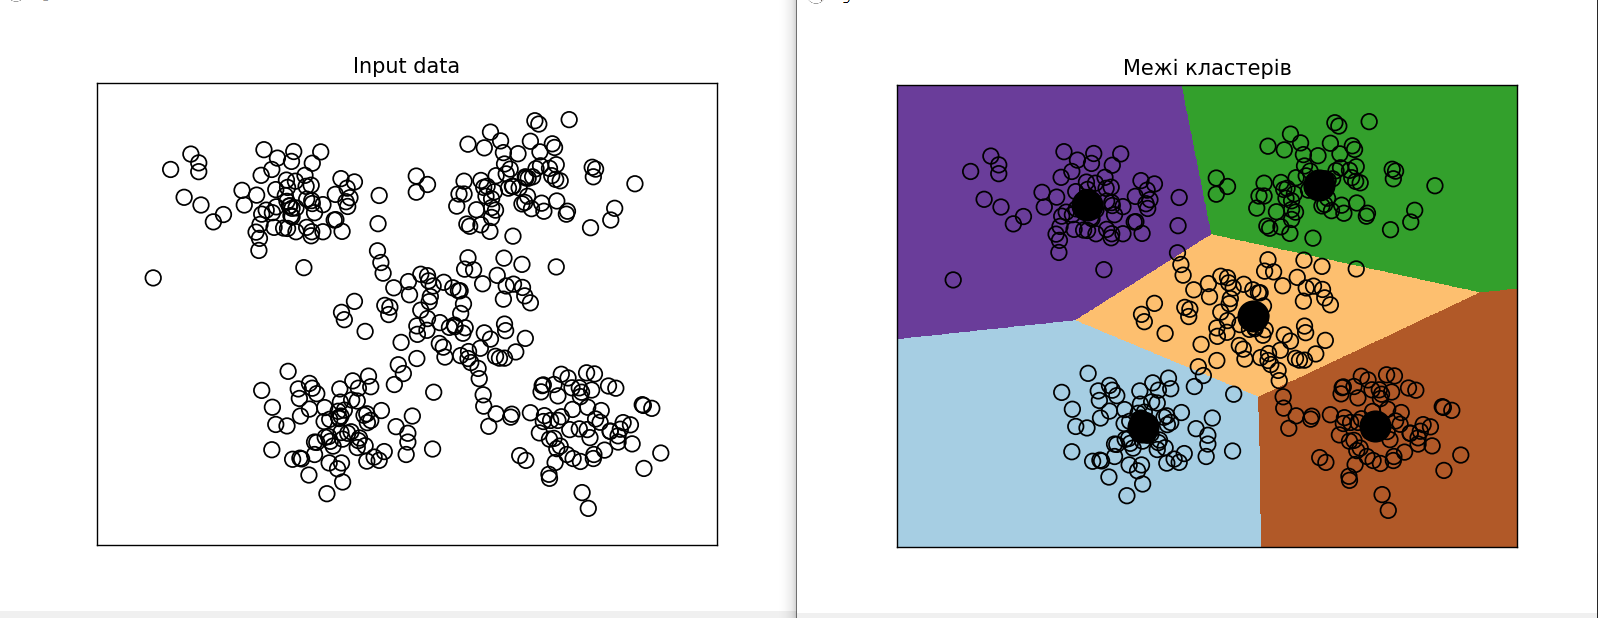 Input data
Межі кластерів